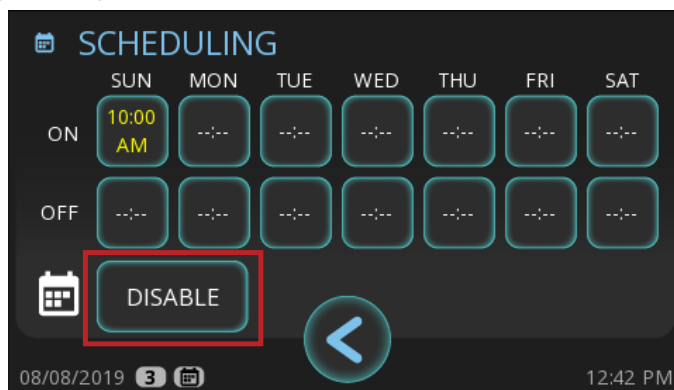 SCHEDULING
SUN MON TUE WED THU FRI SAT
ON 10:00 AM --:-- --:-- --:-- --:-- --:-- --:--
OFF --:-- --:-- --:-- --:-- --:-- --:-- --:--
DISABLE
08/08/2019 3 12:42 PM